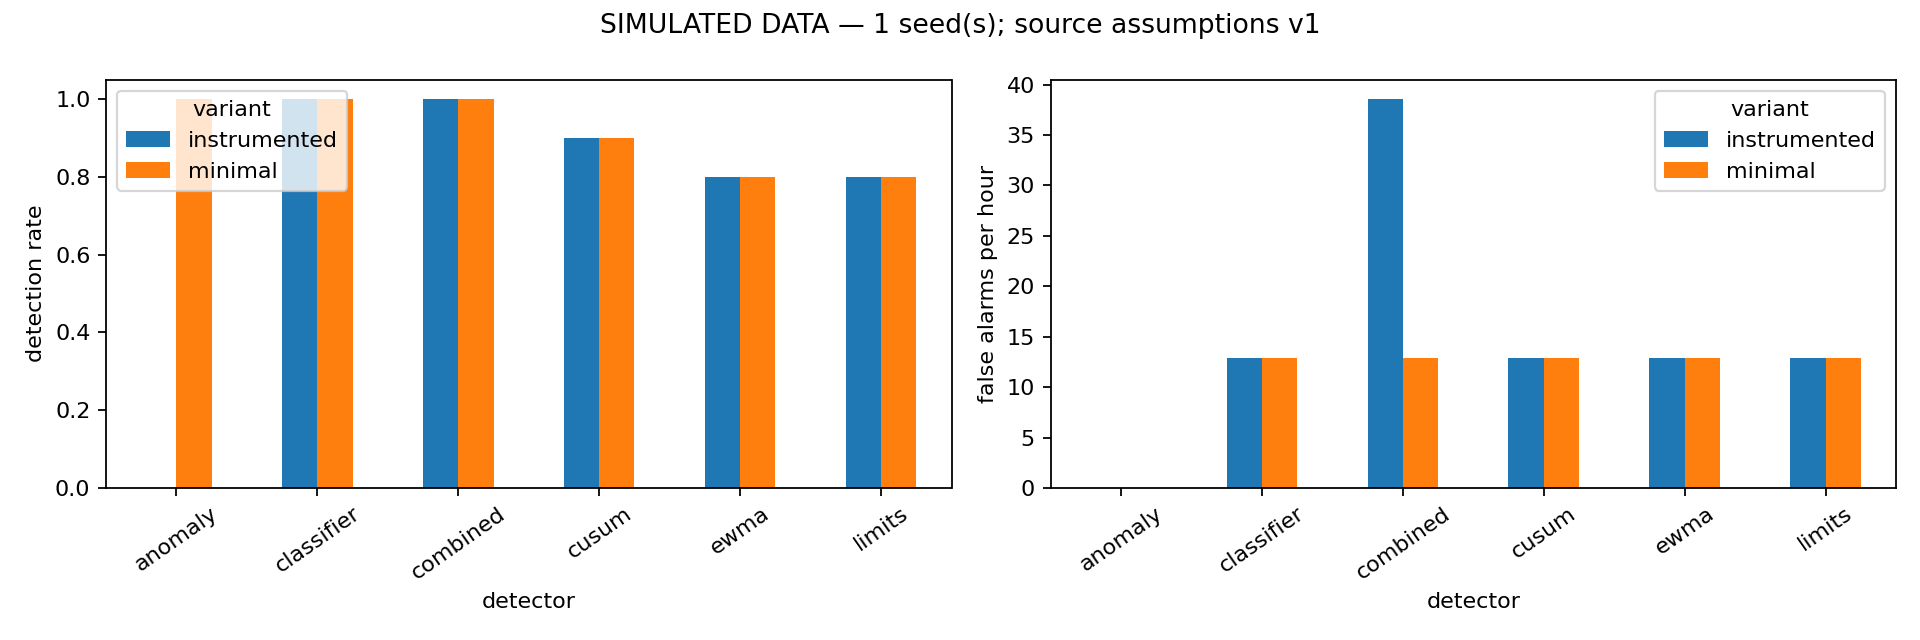 SIMULATED DATA — 1 seed(s); source assumptions v1
variant
instrumented
minimal
detection rate
1.0
0.8
0.6
0.4
0.2
0.0
anomaly
classifier
combined
cusum
ewma
limits
detector
variant
instrumented
minimal
false alarms per hour
40
35
30
25
20
15
10
5
0
anomaly
classifier
combined
cusum
ewma
limits
detector